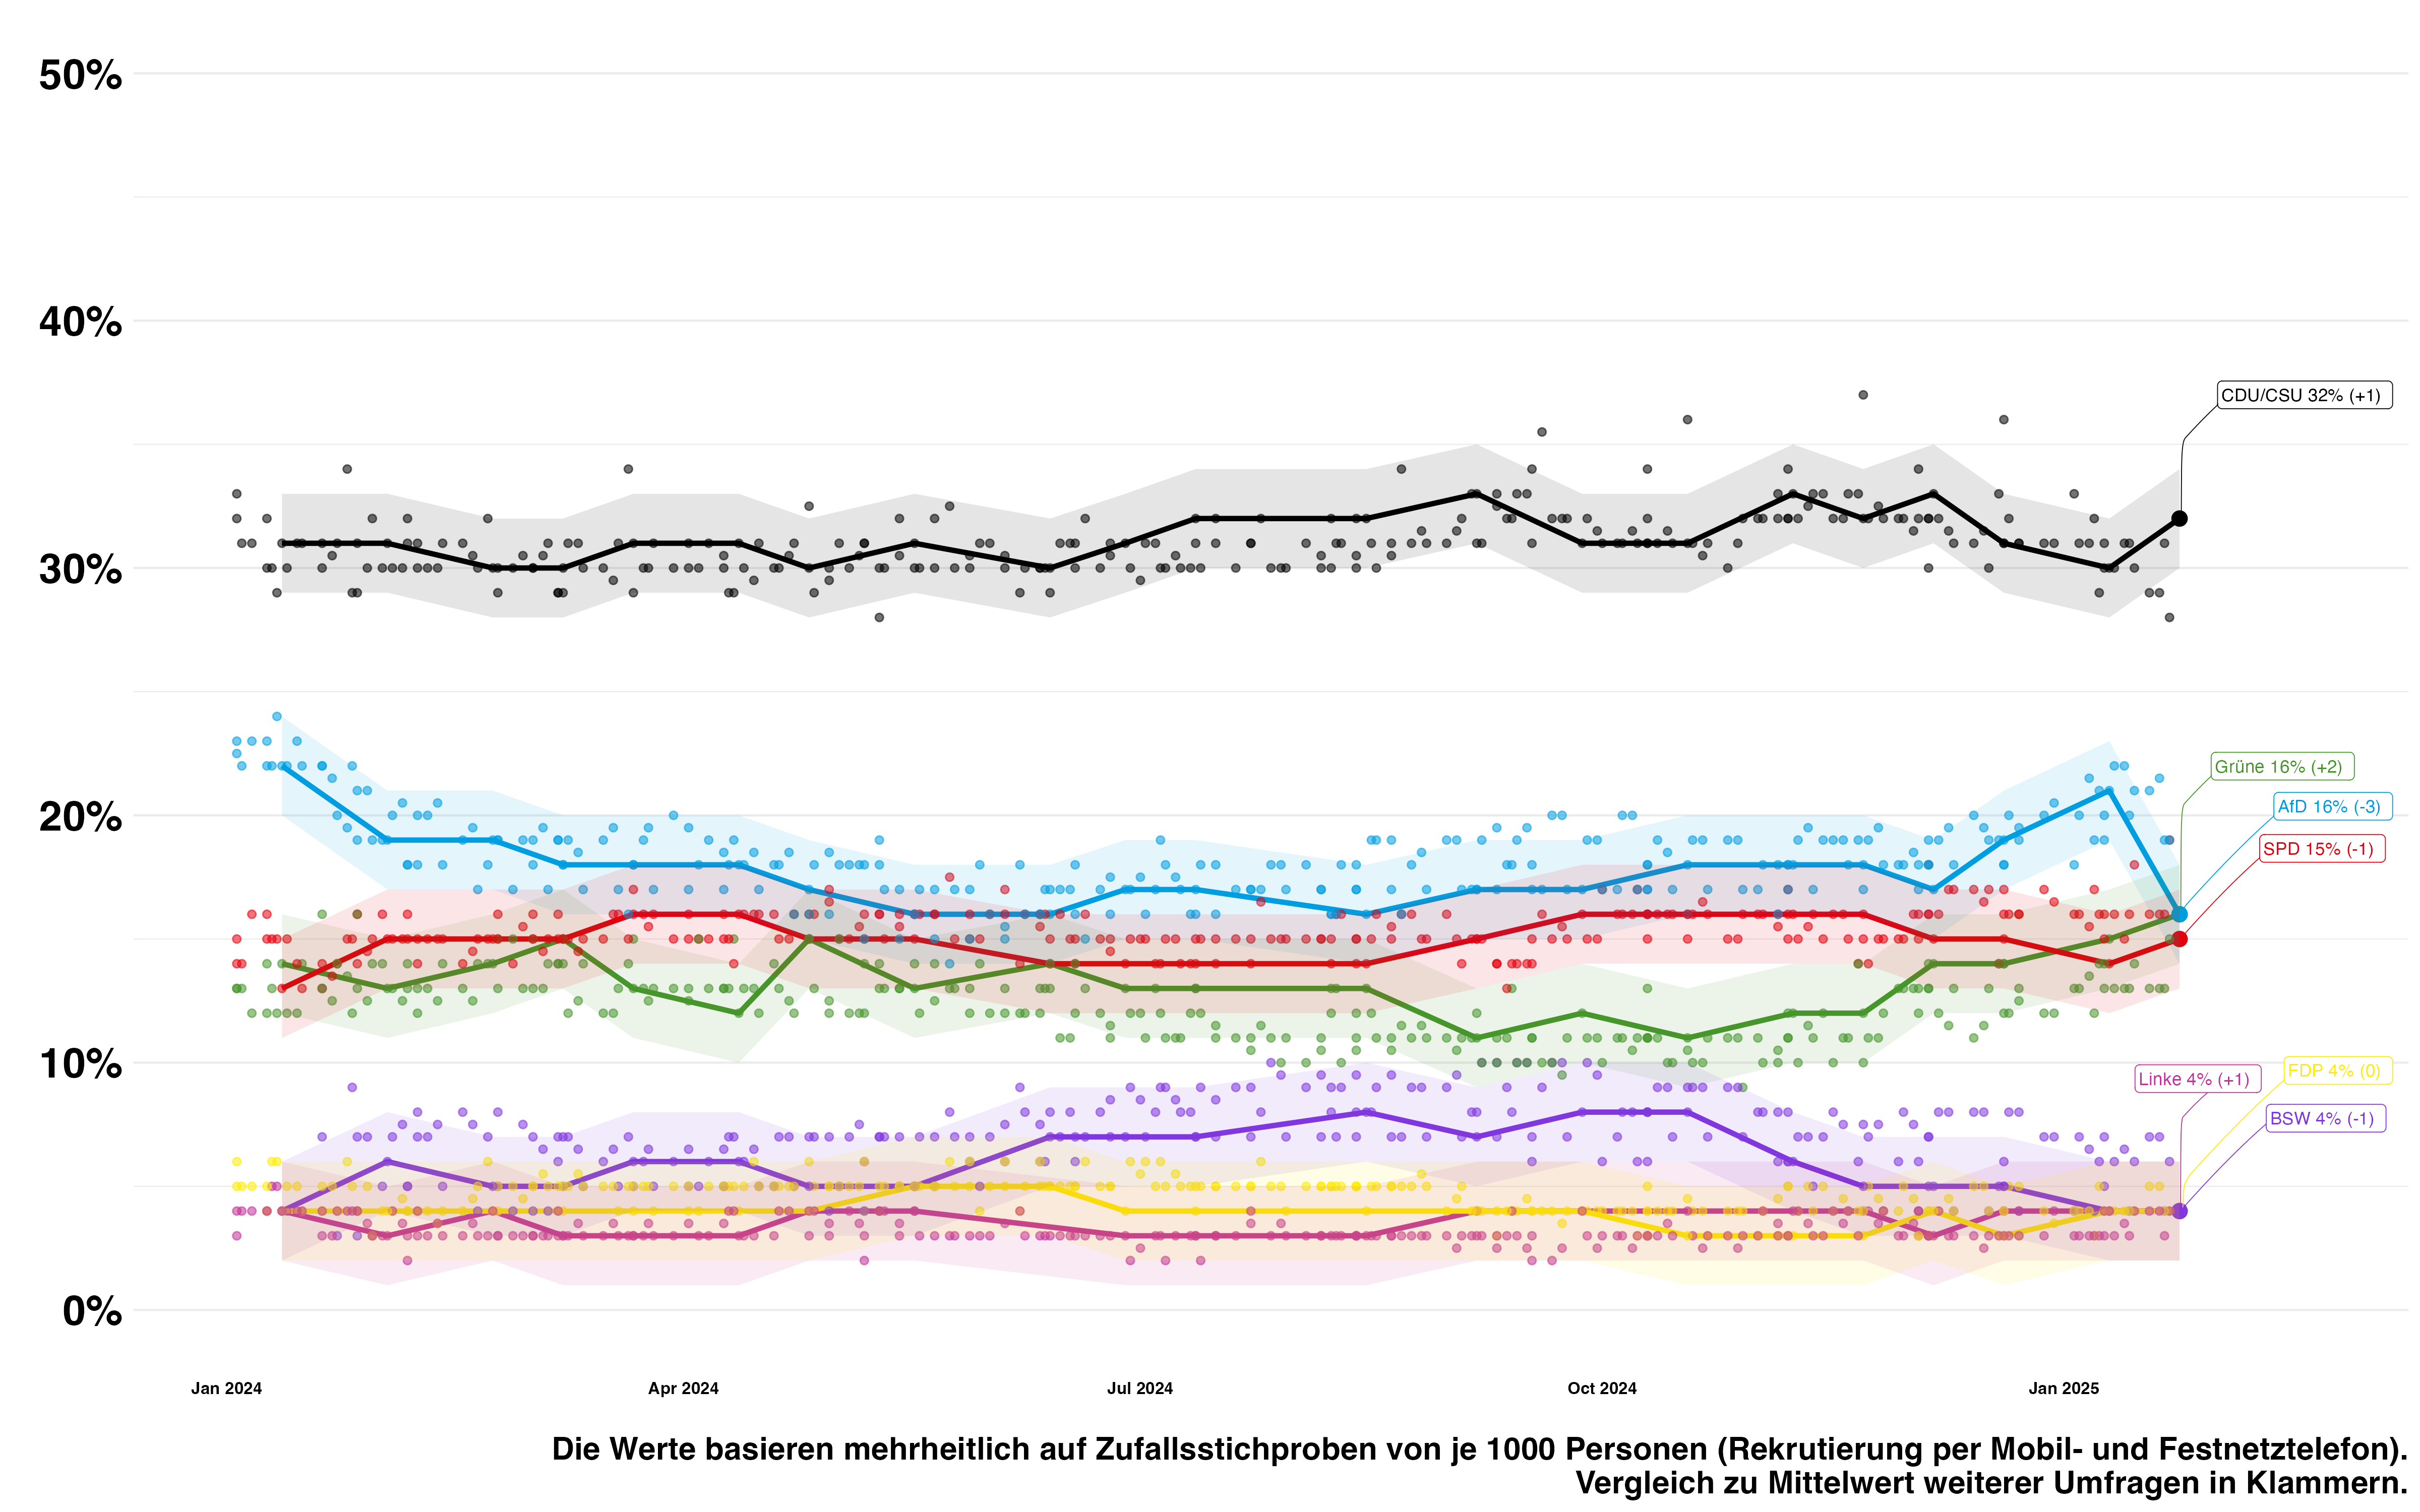 50%
40%
30%
20%
10%
0%
CDU/CSU 32% (+1)
Grüne 16% (+2)
AfD 16% (-3)
SPD 15% (-1)
FDP 4% (0)
Linke 4% (+1)
BSW 4% (-1)
Jan 2024
Apr 2024
Jul 2024
Oct 2024
Jan 2025
Die Werte basieren mehrheitlich auf Zufallsstichproben von je 1000 Personen (Rekrutierung per Mobil- und Festnetztelefon).
Vergleich zu Mittelwert weiterer Umfragen in Klammern.